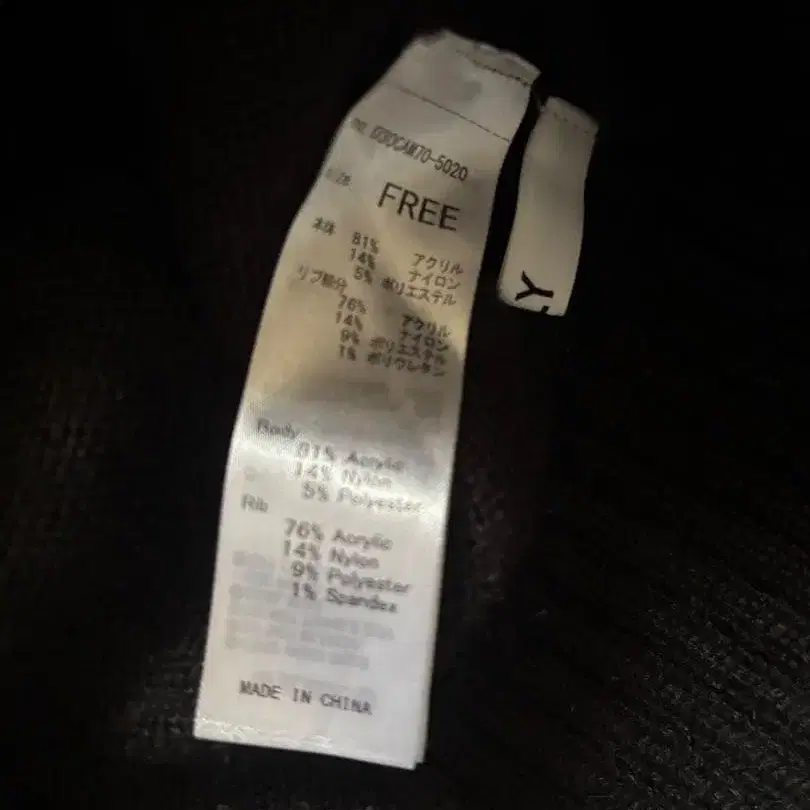 FREE
本体 81% アクリル
14% ナイロン
5% ポリエステル
リブ部分
76% アクリル
14% ナイロン
9% ポリエステル
1% ポリウレタン
Body
81% Acrylic
14% Nylon
5% Polyester
Rib
76% Acrylic
14% Nylon
9% Polyester
1% Spandex
MADE IN CHINA
LY